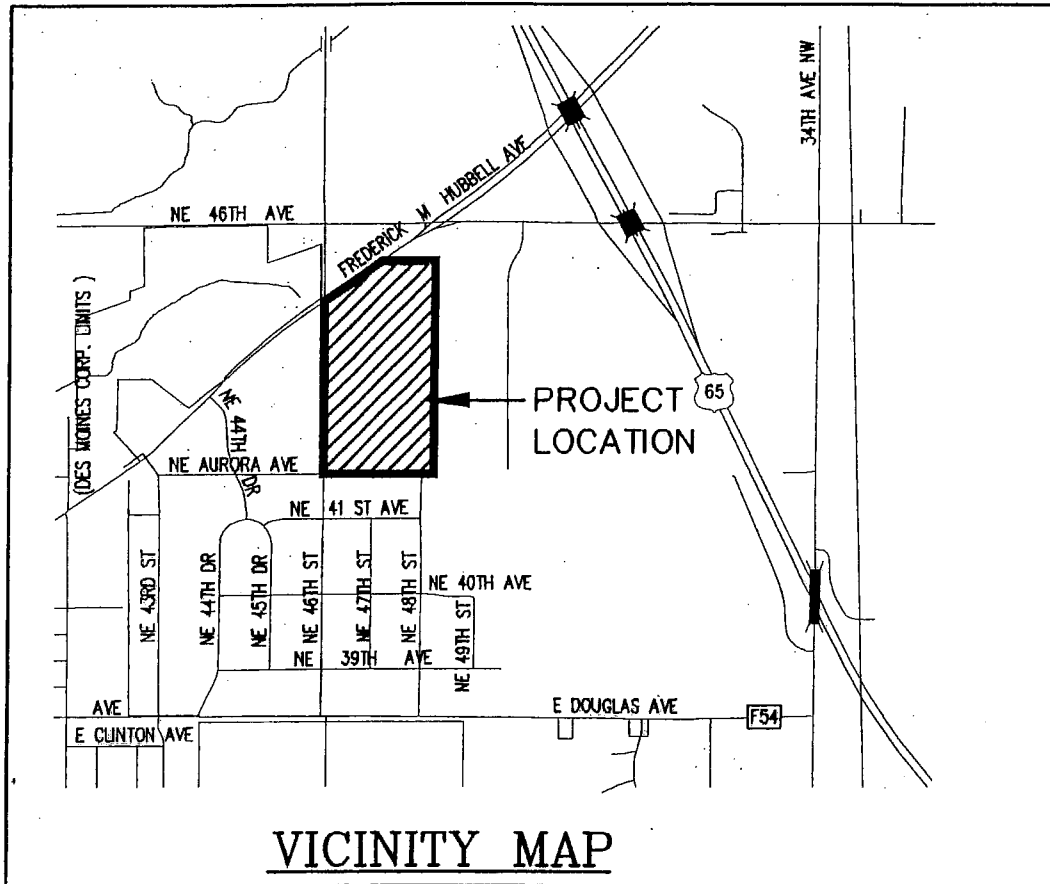 34TH AVE NW
FREDERICK M HUBBELL AVE
NE 46TH AVE
(DES MOINES CORP. LIMITS )
65
PROJECT
LOCATION
NE 44TH DR
NE AURORA AVE
NE 41 ST AVE
NE 43RD ST
NE 44TH DR
NE 45TH DR
NE 46TH ST
NE 47TH ST
NE 48TH ST
NE 40TH AVE
NE 49TH ST
NE 39TH AVE
AVE
E DOUGLAS AVE
F54
E CLINTON AVE
VICINITY MAP